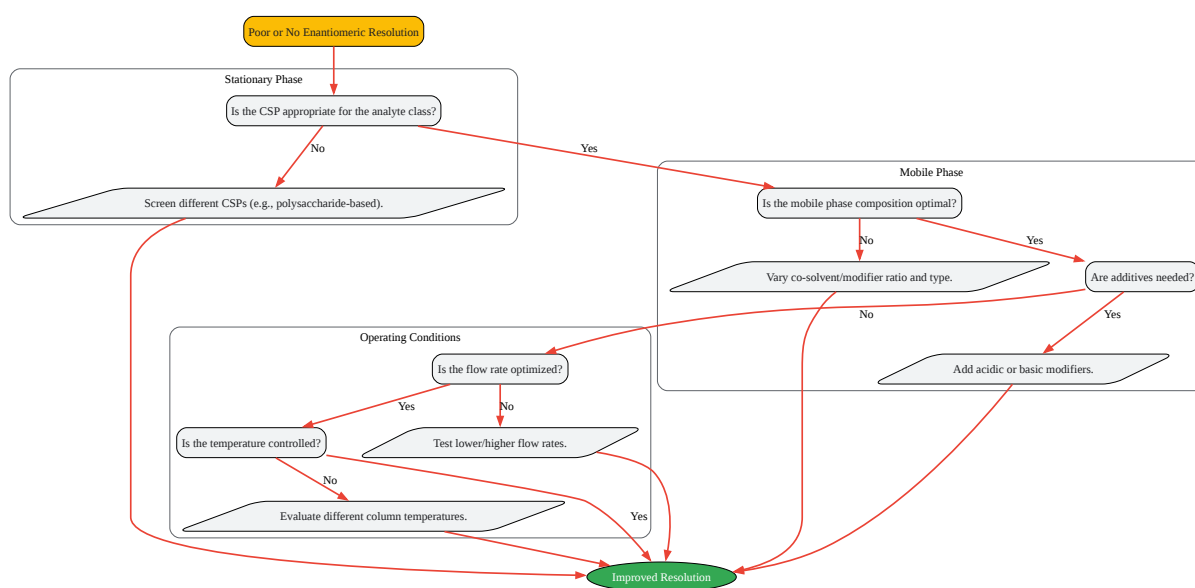 Poor or No Enantiomeric Resolution
Stationary Phase
Is the CSP appropriate for the analyte class?
No
Yes
Mobile Phase
Screen different CSPs (e.g., polysaccharide-based).
Is the mobile phase composition optimal?
No
Yes
Vary co-solvent/modifier ratio and type.
Are additives needed?
No
Yes
Operating Conditions
Is the flow rate optimized?
Add acidic or basic modifiers.
Yes
No
Is the temperature controlled?
Test lower/higher flow rates.
No
Evaluate different column temperatures.
Yes
Improved Resolution